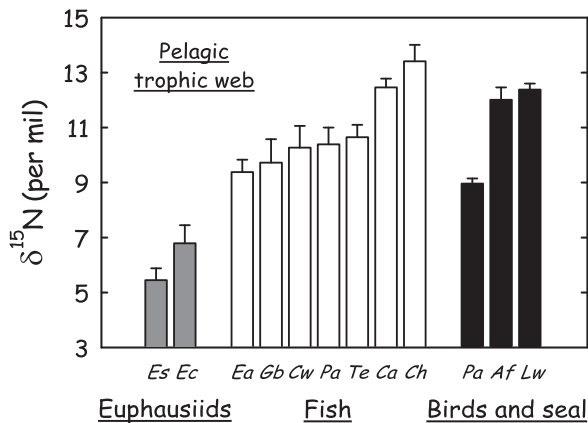 Pelagic
trophic web
δ15N (per mil)
15
13
11
9
7
5
3
Es Ec Ea Gb Cw Pa Te Ca Ch Pa Af Lw
Euphausiids Fish Birds and seal